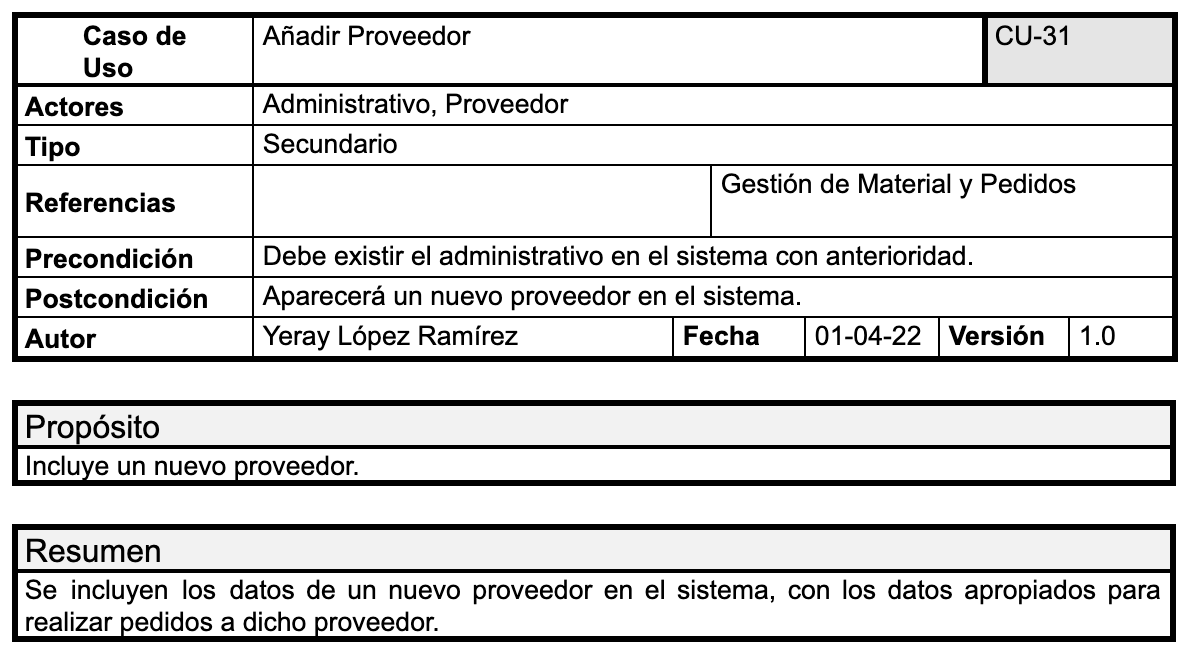 Caso de Uso Añadir Proveedor CU-31
Actores Administrativo, Proveedor
Tipo Secundario
Referencias Gestión de Material y Pedidos
Precondición Debe existir el administrativo en el sistema con anterioridad.
Postcondición Aparecerá un nuevo proveedor en el sistema.
Autor Yeray López Ramírez Fecha 01-04-22 Versión 1.0
Propósito
Incluye un nuevo proveedor.
Resumen
Se incluyen los datos de un nuevo proveedor en el sistema, con los datos apropiados para
realizar pedidos a dicho proveedor.